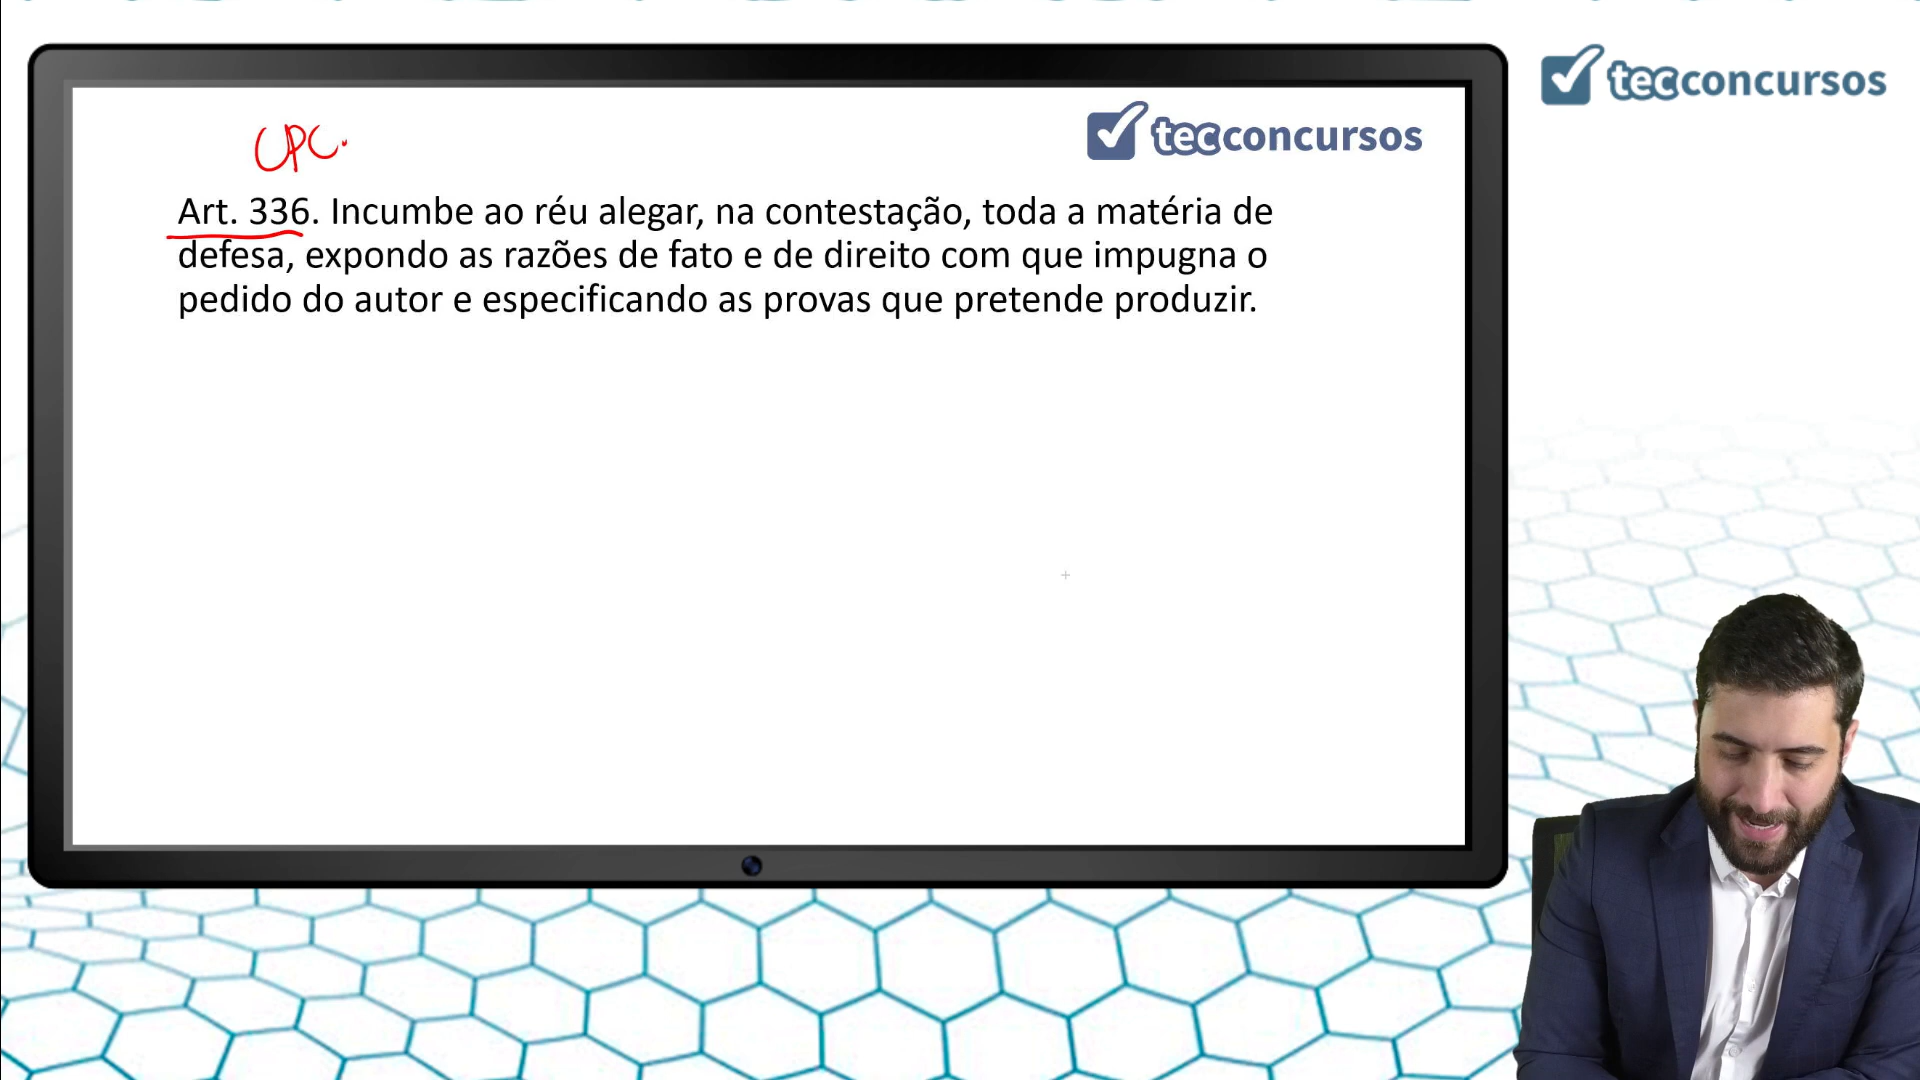 tecconcursos
tecconcursos
CPC.
Art. 336. Incumbe ao réu alegar, na contestação, toda a matéria de
defesa, expondo as razões de fato e de direito com que impugna o
pedido do autor e especificando as provas que pretende produzir.